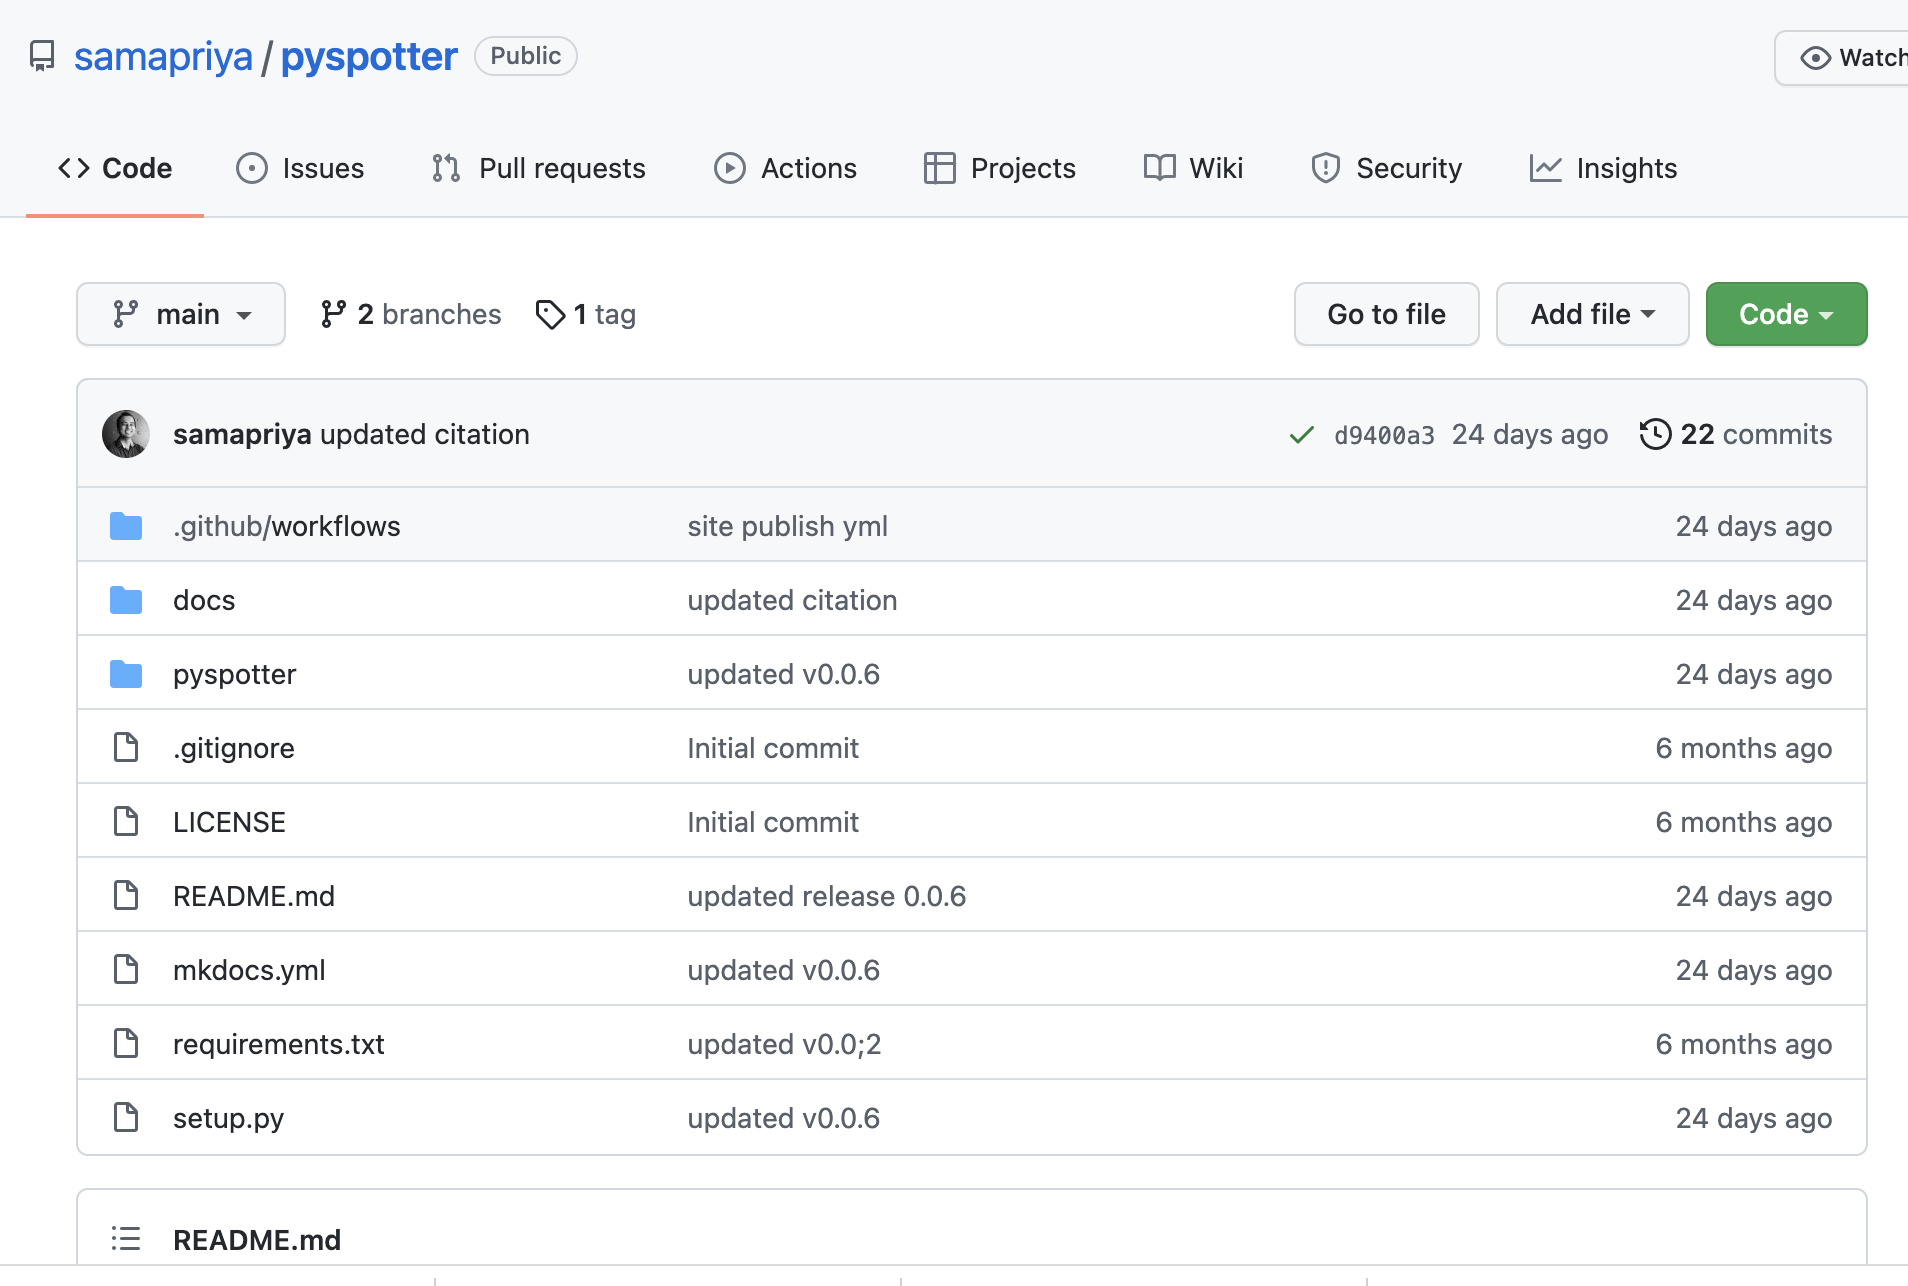 samapriya / pyspotter Public
Watch
Code Issues Pull requests Actions Projects Wiki Security Insights
main 2 branches 1 tag Go to file Add file Code
samapriya updated citation d9400a3 24 days ago 22 commits
.github/workflows site publish yml 24 days ago
docs updated citation 24 days ago
pyspotter updated v0.0.6 24 days ago
.gitignore Initial commit 6 months ago
LICENSE Initial commit 6 months ago
README.md updated release 0.0.6 24 days ago
mkdocs.yml updated v0.0.6 24 days ago
requirements.txt updated v0.0;2 6 months ago
setup.py updated v0.0.6 24 days ago
README.md